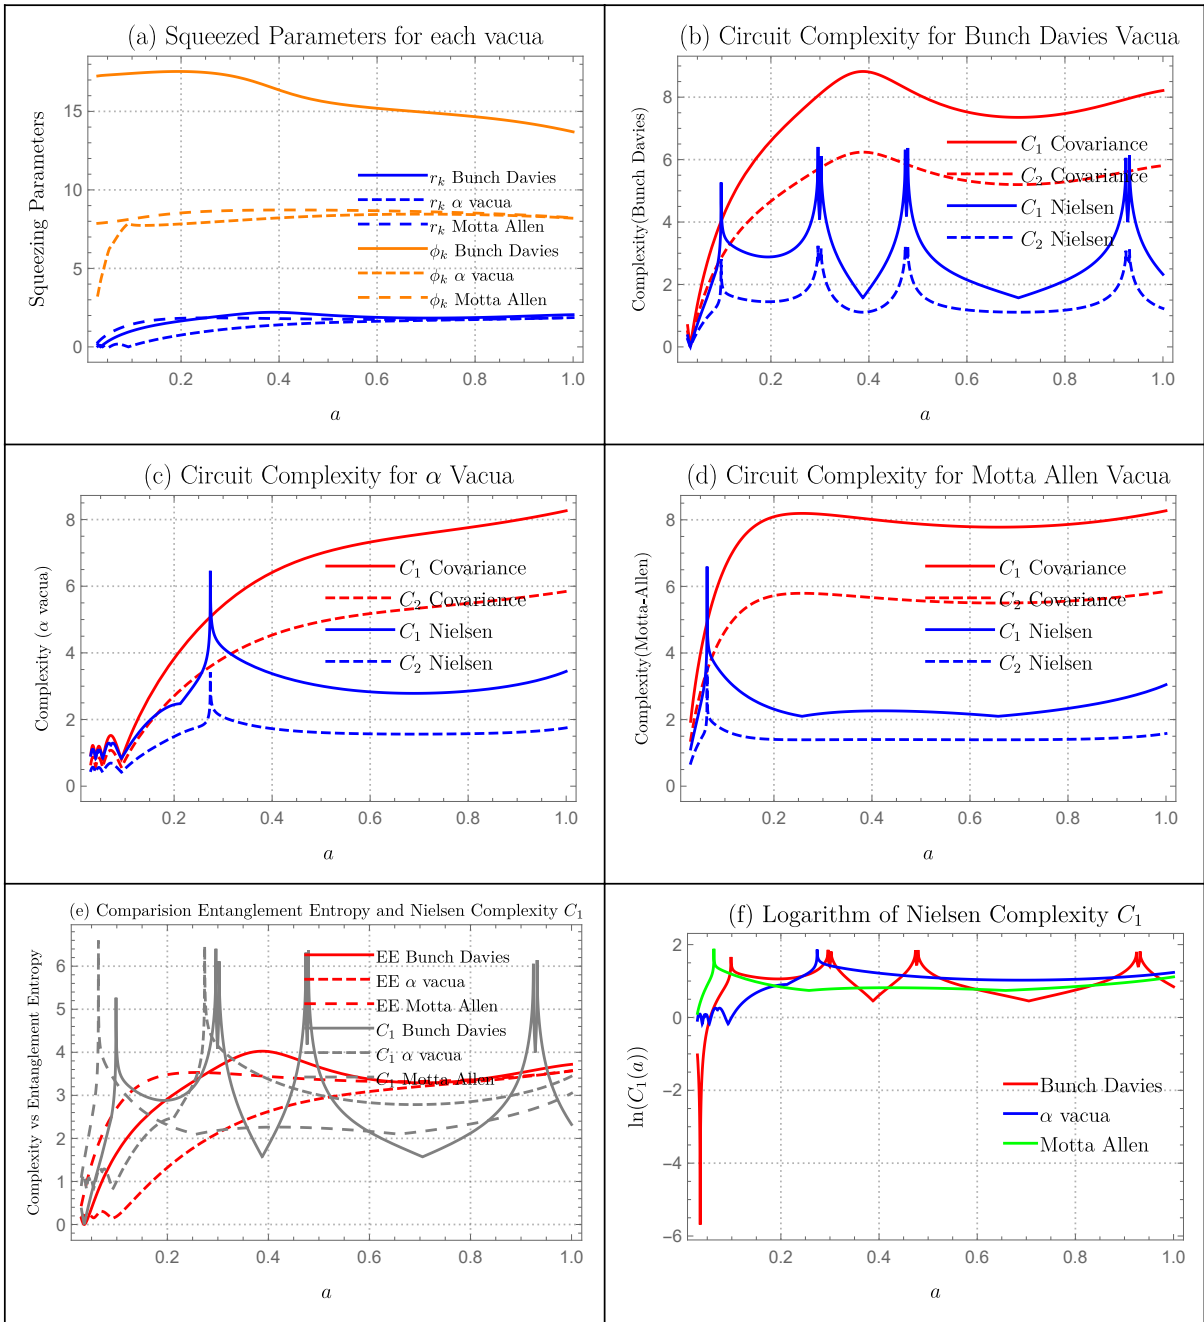 (a) Squeezed Parameters for each vacua
Squeezing Parameters
15
10
5
0
r_k Bunch Davies
r_k α vacua
r_k Motta Allen
ϕ_k Bunch Davies
ϕ_k α vacua
ϕ_k Motta Allen
0.2 0.4 0.6 0.8 1.0
a
(b) Circuit Complexity for Bunch Davies Vacua
Complexity(Bunch Davies)
8
6
4
2
0
C_1 Covariance
C_2 Covariance
C_1 Nielsen
C_2 Nielsen
0.2 0.4 0.6 0.8 1.0
a
(c) Circuit Complexity for α Vacua
Complexity (α vacua)
8
6
4
2
0
C_1 Covariance
C_2 Covariance
C_1 Nielsen
C_2 Nielsen
0.2 0.4 0.6 0.8 1.0
a
(d) Circuit Complexity for Motta Allen Vacua
Complexity(Motta-Allen)
8
6
4
2
0
C_1 Covariance
C_2 Covariance
C_1 Nielsen
C_2 Nielsen
0.2 0.4 0.6 0.8 1.0
a
(e) Comparision Entanglement Entropy and Nielsen Complexity C_1
Complexity vs Entanglement Entropy
6
5
4
3
2
1
0
EE Bunch Davies
EE α vacua
EE Motta Allen
C_1 Bunch Davies
C_1 α vacua
C_1 Motta Allen
0.2 0.4 0.6 0.8 1.0
a
(f) Logarithm of Nielsen Complexity C_1
ln(C_1(a))
2
0
−2
−4
−6
Bunch Davies
α vacua
Motta Allen
0.2 0.4 0.6 0.8 1.0
a